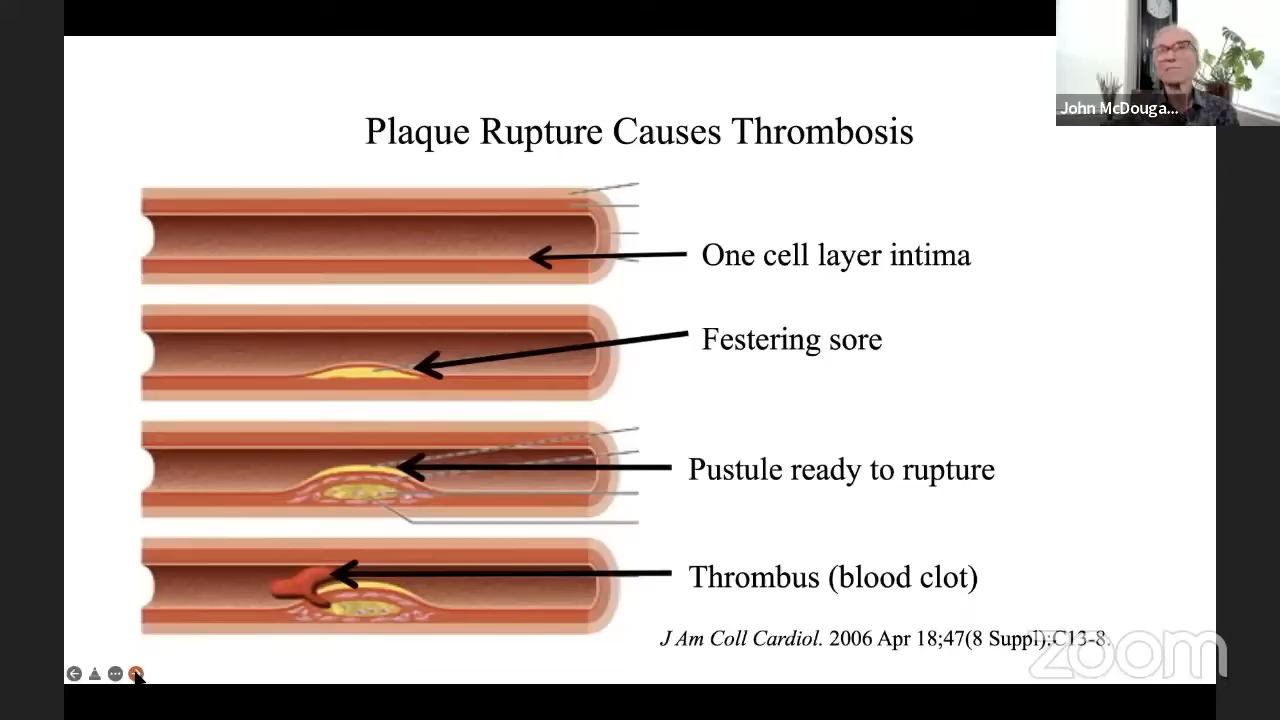 John McDouga...
Plaque Rupture Causes Thrombosis
One cell layer intima
Festering sore
Pustule ready to rupture
Thrombus (blood clot)
J Am Coll Cardiol. 2006 Apr 18;47(8 Suppl):C13-8.
zoom